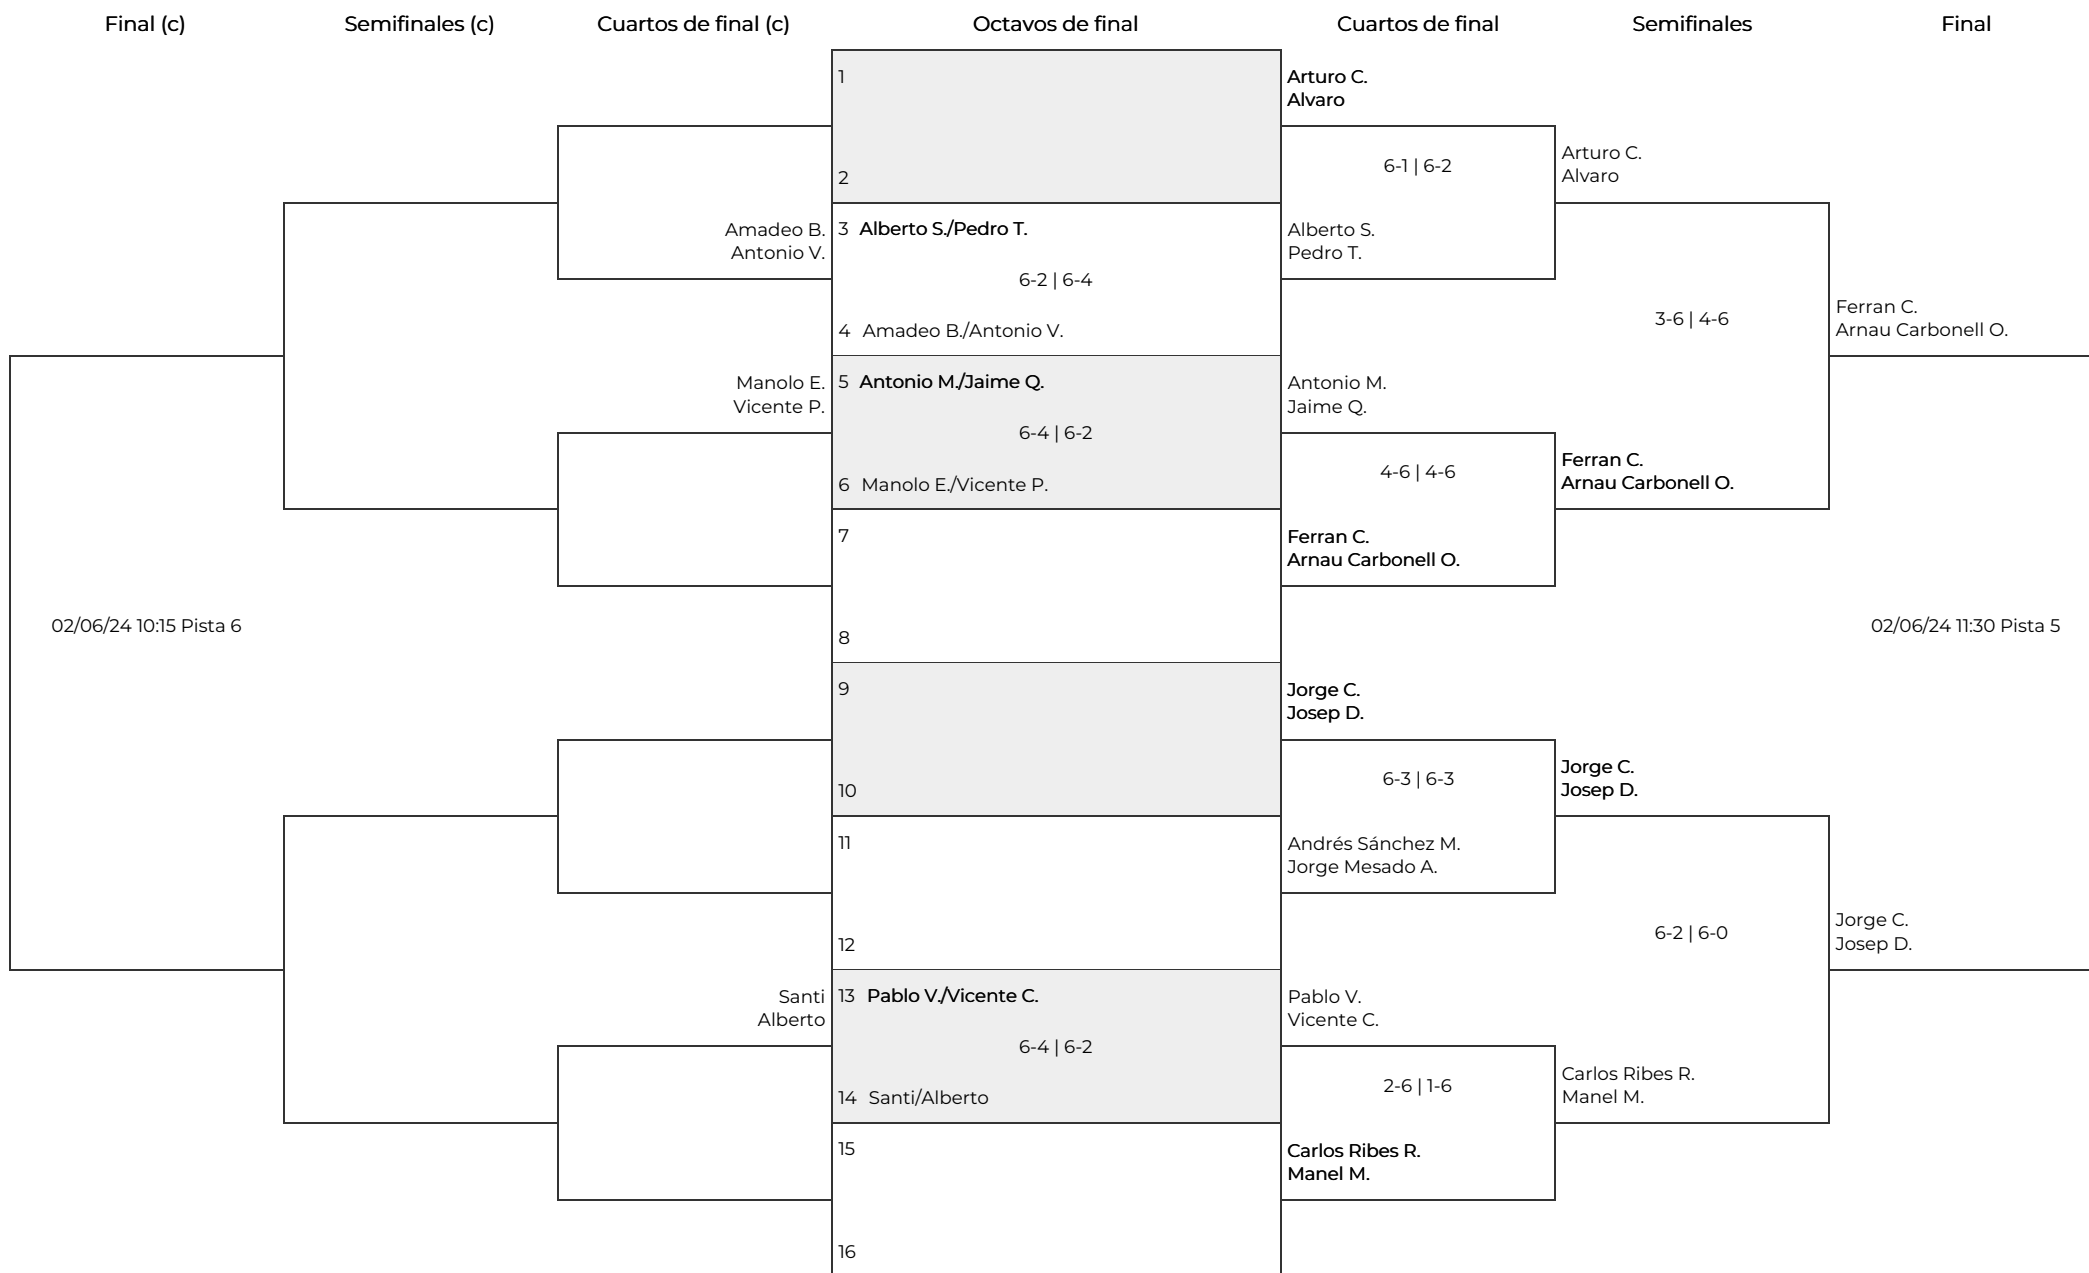 Final (c)
Semifinales (c)
Cuartos de final (c)
Octavos de final
Cuartos de final
Semifinales
Final
02/06/24 10:15 Pista 6
Amadeo B.
Antonio V.
Manolo E.
Vicente P.
Santi
Alberto
1
2
3 Alberto S./Pedro T.
6-2 | 6-4
4 Amadeo B./Antonio V.
5 Antonio M./Jaime Q.
6-4 | 6-2
6 Manolo E./Vicente P.
7
8
9
10
11
12
13 Pablo V./Vicente C.
6-4 | 6-2
14 Santi/Alberto
15
16
Arturo C.
Alvaro
6-1 | 6-2
Alberto S.
Pedro T.
Antonio M.
Jaime Q.
4-6 | 4-6
Ferran C.
Arnau Carbonell O.
Jorge C.
Josep D.
6-3 | 6-3
Andrés Sánchez M.
Jorge Mesado A.
Pablo V.
Vicente C.
2-6 | 1-6
Carlos Ribes R.
Manel M.
Arturo C.
Alvaro
3-6 | 4-6
Ferran C.
Arnau Carbonell O.
Jorge C.
Josep D.
6-2 | 6-0
Carlos Ribes R.
Manel M.
Ferran C.
Arnau Carbonell O.
02/06/24 11:30 Pista 5
Jorge C.
Josep D.